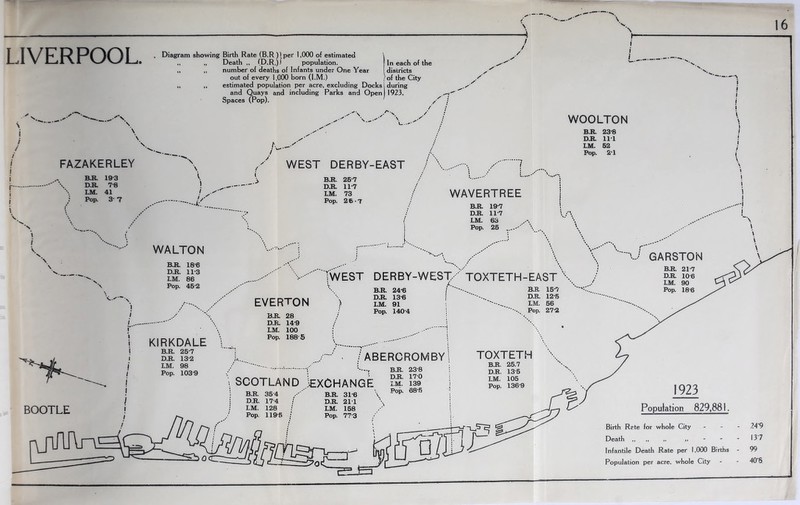 16
LIVERPOOL.
Diagram showing Birth Rate (B.R.) } per 1,000 of estimated
„ „ Death „ (D.R.) } population.
„ „ number of deaths of Infants under One Year
out of every 1,000 born (I.M.)
„ „ estimated population per acre, excluding Docks
and Quays and including Parks and Open
Spaces (Pop).
In each of the
diatricts
of the City
during
1923.
WOOLTON
B.R. 23·8
D.R. 11·1
I.M. 52
Pop. 2·1
FAZAKERLEY
B.R. 19·3
D.R. 7·8
I.M. 41
Pop. 3·7
WEST DERBY-EAST
B.R. 25·7
D.R. 11·7
I.M. 73
Pop. 26·7
WAVERTREE
B.R. 19·7
D.R. 11·7
I.M. 63
Pop. 25
WALTON
B.R. 18·6
D.R. 11·3
I.M. 86
Pop. 45·2
GARSTON
B.R. 21·7
D.R. 10·6
I.M. 90
Pop. 18·6
WEST DERBY-WEST
B.R. 24·6
D.R. 13·6
I.M. 91
Pop. 140·4
TOXTETH-EAST
B.R. 15·7
D.R. 12·5
I.M. 56
Pop. 27·2
EVERTON
B.R. 28
D.R. 14·9
I.M. 100
Pop. 188·5
KIRKDALE
B.R. 25·7
D.R. 13·2
I.M. 98
Pop. 103·9
ABERCROMBY
B.R. 23·8
D.R. 17·0
I.M. 139
Pop. 68·5
TOXTETH
B.R. 25.7
D.R. 13·5
I.M. 105
Pop. 136·9
SCOTLAND
B.R. 35·4
D.R. 17·4
I.M. 128
Pop. 119·5
EXCHANGE
B.R. 31·6
D.R. 21·1
I.M. 158
Pop. 77·3
BOOTLE
1923
Population 829,881.
Birth Rate for whole City - - - 24·9
Death „ „ „ „ - - - 13·7
Infantile Death Rate per 1,000 Births - 99
Population per acre, whole City - - 40·5